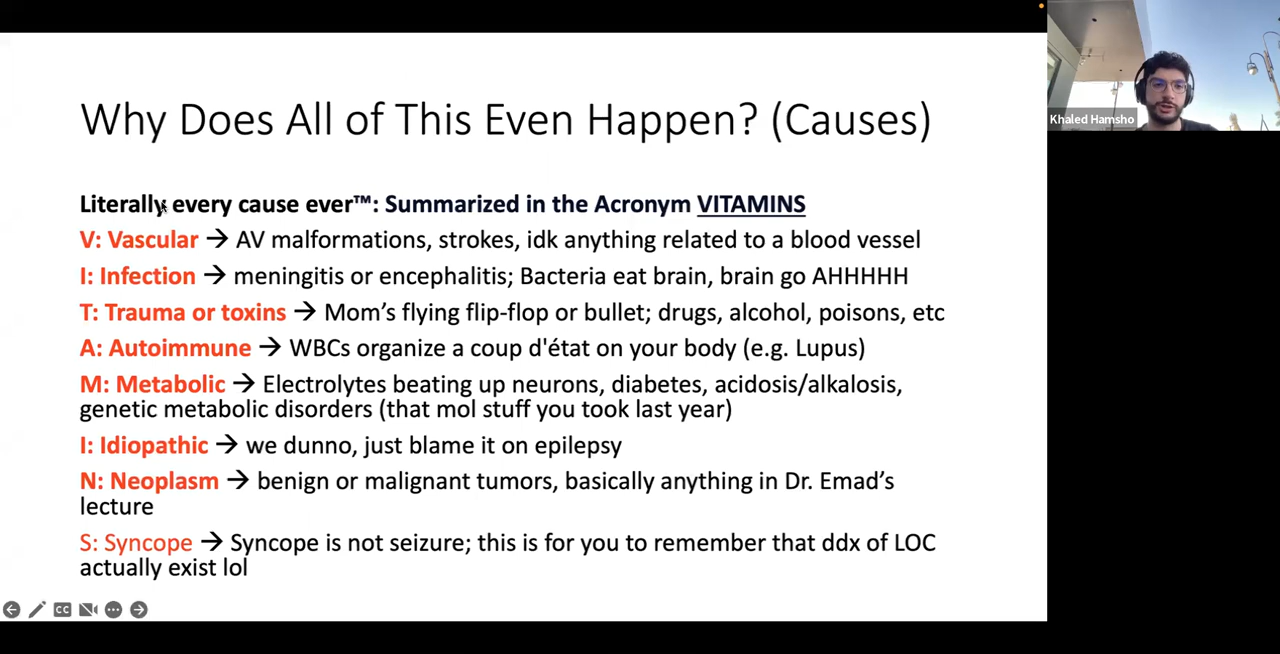 Why Does All of This Even Happen? (Causes)
Khaled Hamsho
Literally every cause ever™: Summarized in the Acronym VITAMINS
V: Vascular → AV malformations, strokes, idk anything related to a blood vessel
I: Infection → meningitis or encephalitis; Bacteria eat brain, brain go AHHHHH
T: Trauma or toxins → Mom's flying flip-flop or bullet; drugs, alcohol, poisons, etc
A: Autoimmune → WBCs organize a coup d'état on your body (e.g. Lupus)
M: Metabolic → Electrolytes beating up neurons, diabetes, acidosis/alkalosis,
genetic metabolic disorders (that mol stuff you took last year)
I: Idiopathic → we dunno, just blame it on epilepsy
N: Neoplasm → benign or malignant tumors, basically anything in Dr. Emad's
lecture
S: Syncope → Syncope is not seizure; this is for you to remember that ddx of LOC
actually exist lol
CC